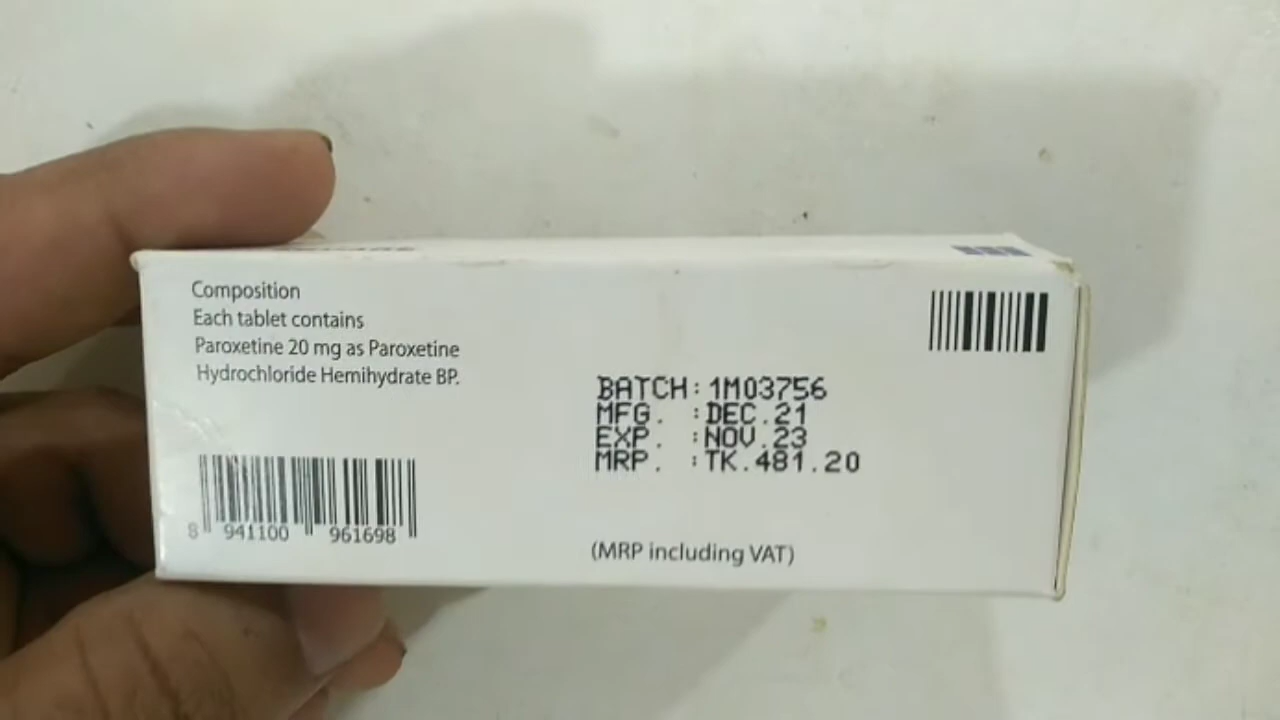 Composition
Each tablet contains
Paroxetine 20 mg as Paroxetine
Hydrochloride Hemihydrate BP.
BATCH: 1M03756
MFG. :DEC.21
EXP. :NOV.23
MRP. :TK.481.20
8 941100 961698
(MRP including VAT)